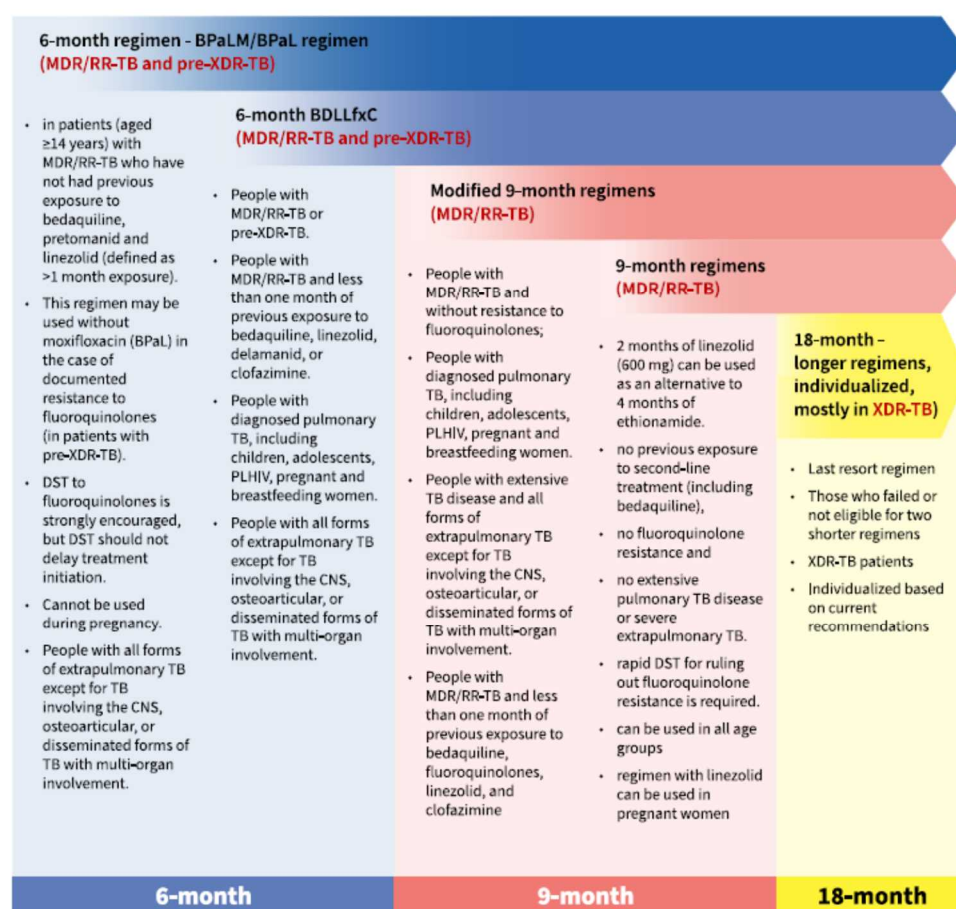 6-month regimen - BPaLM/BPaL regimen
(MDR/RR-TB and pre-XDR-TB)
• in patients (aged
≥14 years) with
MDR/RR-TB who have
not had previous
exposure to
bedaquiline,
pretomanid and
linezolid (defined as
>1 month exposure).
• This regimen may be
used without
moxifloxacin (BPaL) in
the case of
documented
resistance to
fluoroquinolones
(in patients with
pre-XDR-TB).
• DST to
fluoroquinolones is
strongly encouraged,
but DST should not
delay treatment
initiation.
• Cannot be used
during pregnancy.
• People with all forms
of extrapulmonary TB
except for TB
involving the CNS,
osteoarticular, or
disseminated forms of
TB with multi-organ
involvement.
6-month BDLLfxC
(MDR/RR-TB and pre-XDR-TB)
• People with
MDR/RR-TB or
pre-XDR-TB.
• People with
MDR/RR-TB and less
than one month of
previous exposure to
bedaquiline, linezolid,
delamanid, or
clofazimine.
• People with
diagnosed pulmonary
TB, including
children, adolescents,
PLHIV, pregnant and
breastfeeding women.
• People with all forms
of extrapulmonary TB
except for TB
involving the CNS,
osteoarticular, or
disseminated forms of
TB with multi-organ
involvement.
Modified 9-month regimens
(MDR/RR-TB)
• People with
MDR/RR-TB and
without resistance to
fluoroquinolones;
• People with
diagnosed pulmonary
TB, including
children, adolescents,
PLHIV, pregnant and
breastfeeding women.
• People with extensive
TB disease and all
forms of
extrapulmonary TB
except for TB
involving the CNS,
osteoarticular, or
disseminated forms of
TB with multi-organ
involvement.
• People with
MDR/RR-TB and less
than one month of
previous exposure to
bedaquiline,
fluoroquinolones,
linezolid, and
clofazimine
9-month regimens
(MDR/RR-TB)
• 2 months of linezolid
(600 mg) can be used
as an alternative to
4 months of
ethionamide.
• no previous exposure
to second-line
treatment (including
bedaquiline),
• no fluoroquinolone
resistance and
• no extensive
pulmonary TB disease
or severe
extrapulmonary TB.
• rapid DST for ruling
out fluoroquinolone
resistance is required.
• can be used in all age
groups
• regimen with linezolid
can be used in
pregnant women
18-month –
longer regimens,
individualized,
mostly in XDR-TB)
• Last resort regimen
• Those who failed or
not eligible for two
shorter regimens
• XDR-TB patients
• Individualized based
on current
recommendations
6-month
9-month
18-month